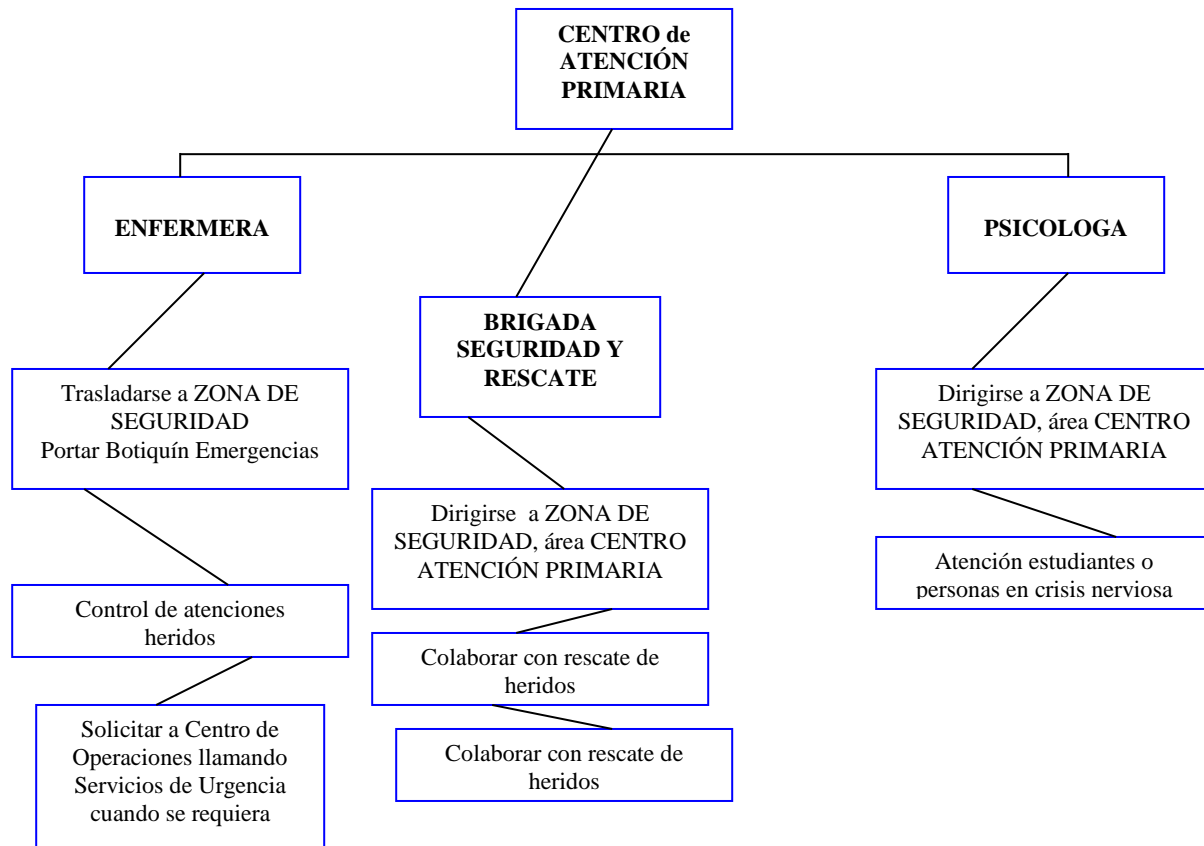 CENTRO de
ATENCIÓN
PRIMARIA
ENFERMERA
PSICOLOGA
BRIGADA
SEGURIDAD Y
RESCATE
Trasladarse a ZONA DE
SEGURIDAD
Portar Botiquín Emergencias
Dirigirse a ZONA DE
SEGURIDAD, área CENTRO
ATENCIÓN PRIMARIA
Dirigirse a ZONA DE
SEGURIDAD, área CENTRO
ATENCIÓN PRIMARIA
Atención estudiantes o
personas en crisis nerviosa
Control de atenciones
heridos
Colaborar con rescate de
heridos
Solicitar a Centro de
Operaciones llamando
Servicios de Urgencia
cuando se requiera
Colaborar con rescate de
heridos